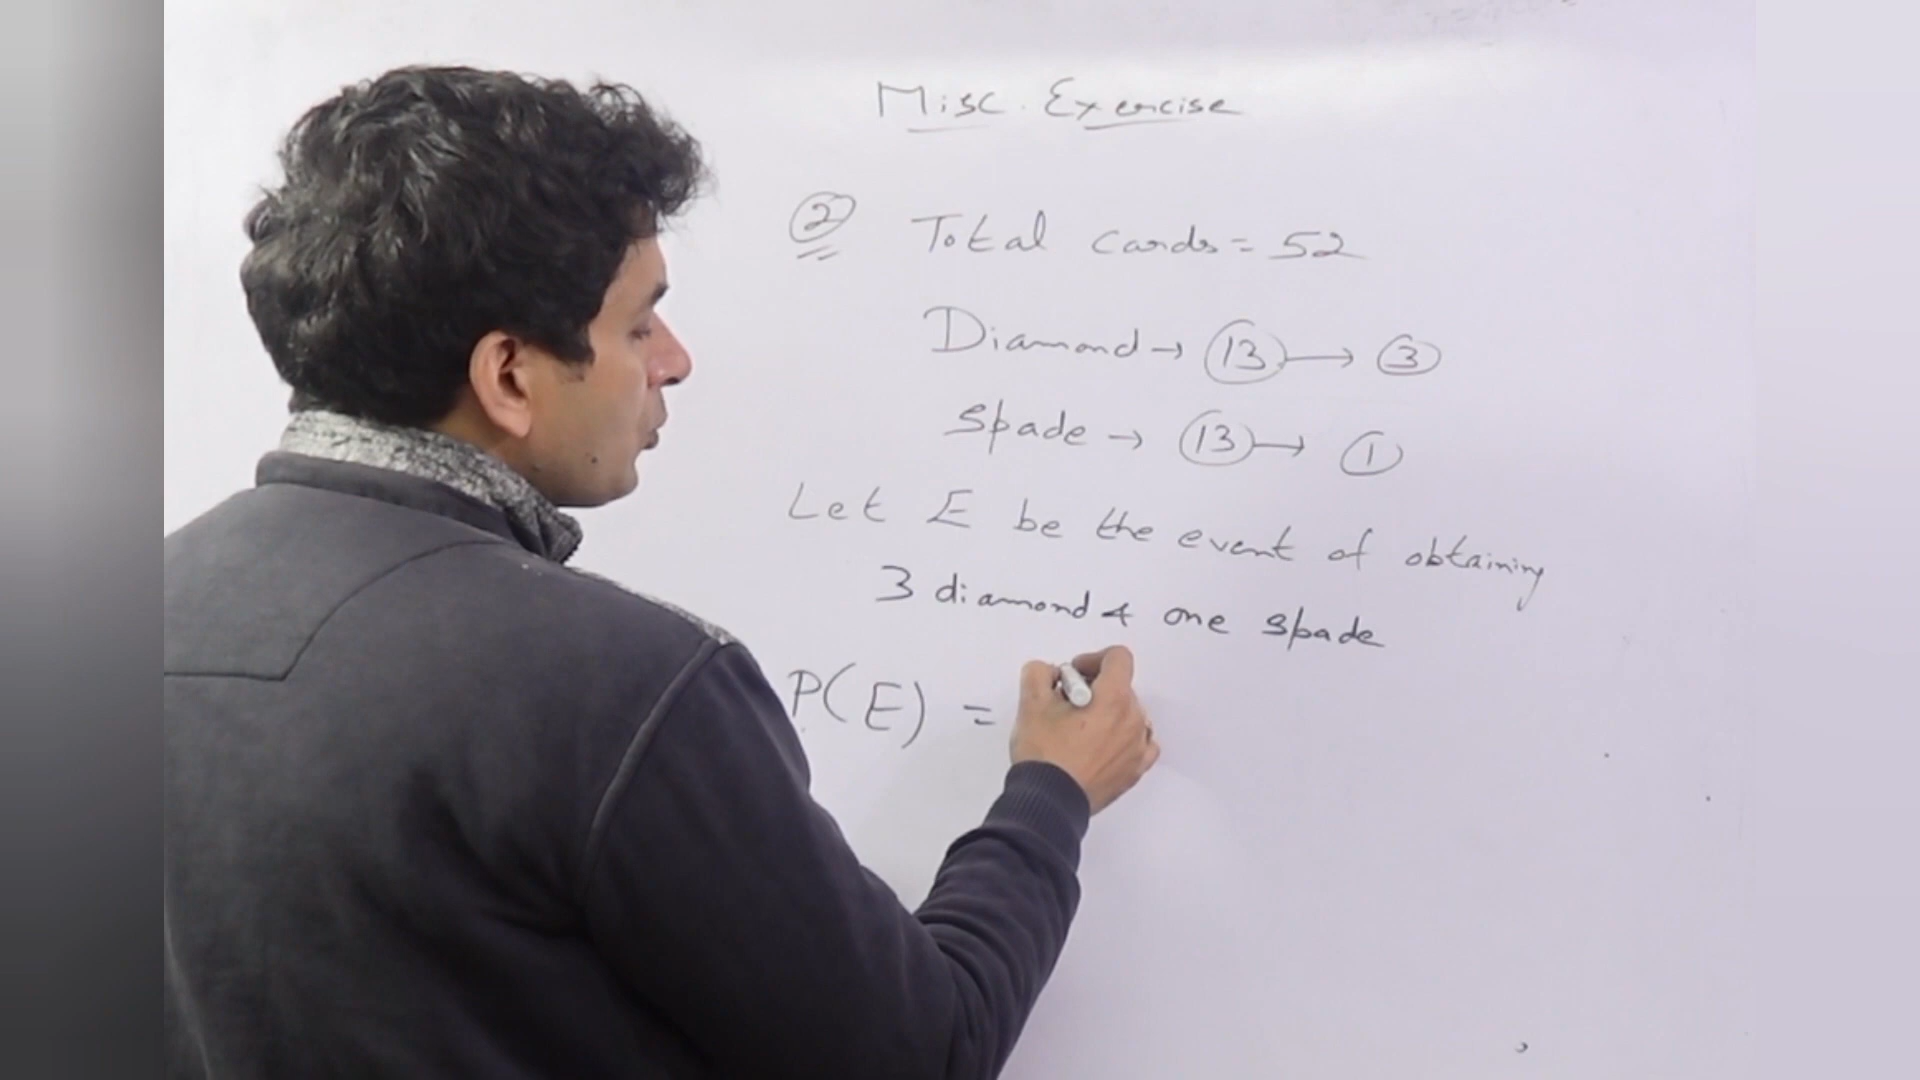 Misc. Exercise
② Total cards = 52
Diamond → ⑬ → ③
Spade → ⑬ → ①
Let E be the event of obtaining
3 diamond & one spade
P(E) =